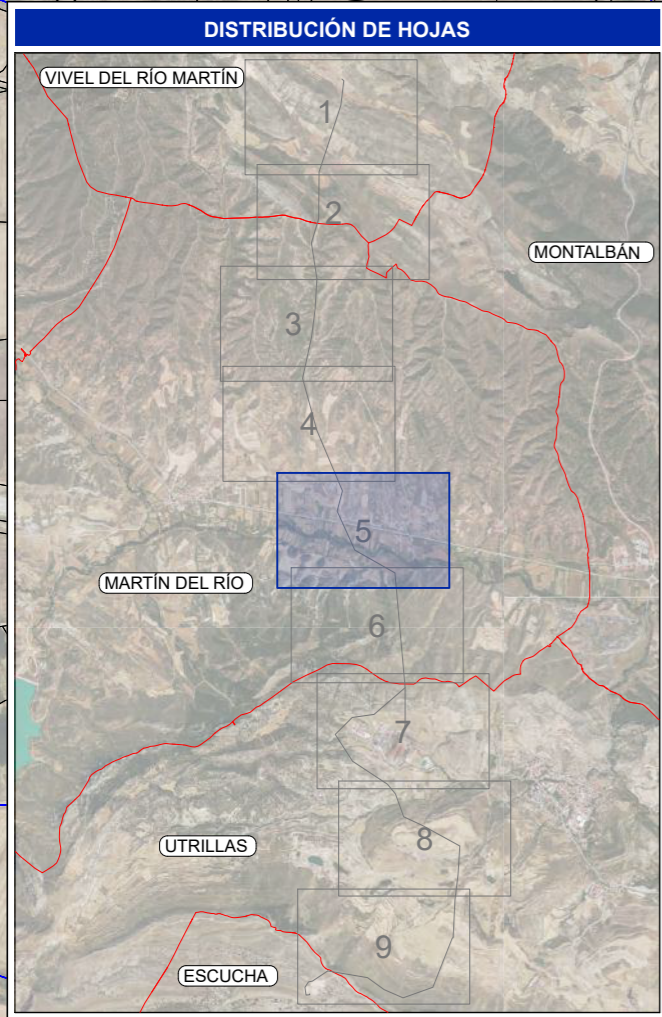 DISTRIBUCIÓN DE HOJAS
VIVEL DEL RÍO MARTÍN
1
2
MONTALBÁN
3
4
5
MARTÍN DEL RÍO
6
7
8
UTRILLAS
9
ESCUCHA